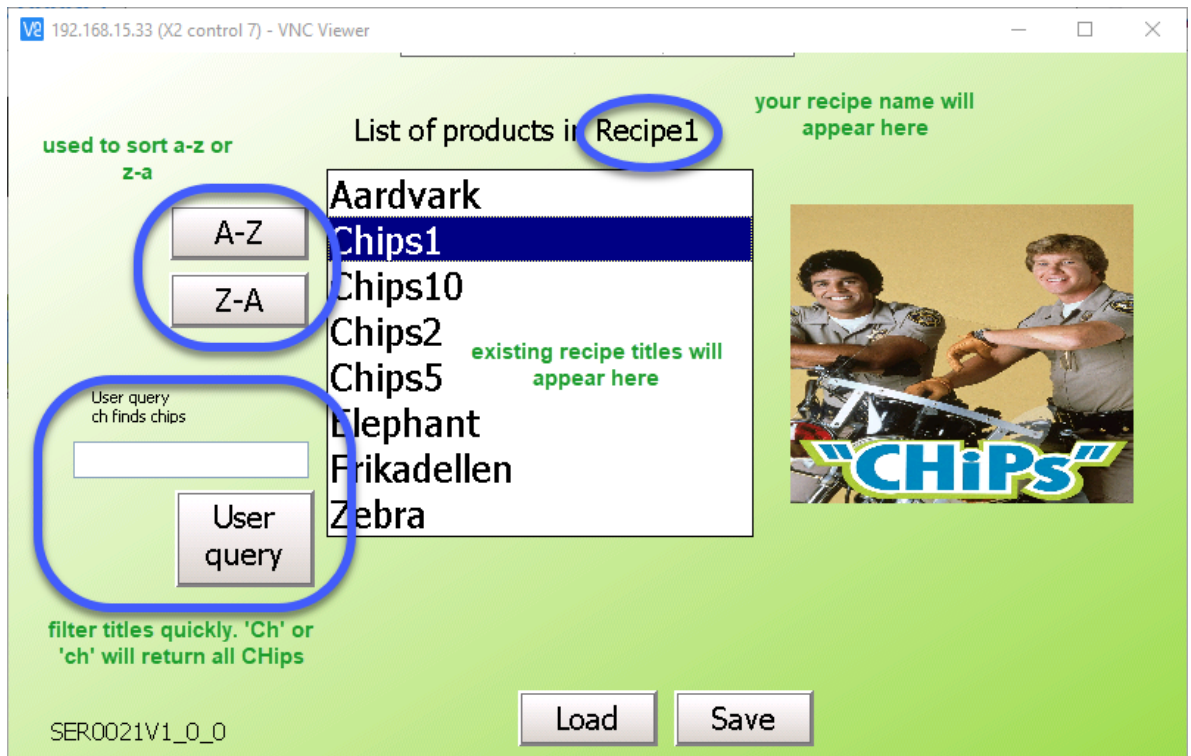 192.168.15.33 (X2 control 7) - VNC Viewer
your recipe name will
appear here
List of products in Recipe1
used to sort a-z or
z-a
A-Z
Z-A
Aardvark
Chips1
Chips10
Chips2
Chips5
Elephant
Frikadellen
Zebra
existing recipe titles will
appear here
User query
ch finds chips
User
query
"CHiPs"
filter titles quickly. 'Ch' or
'ch' will return all CHips
Load
Save
SER0021V1_0_0